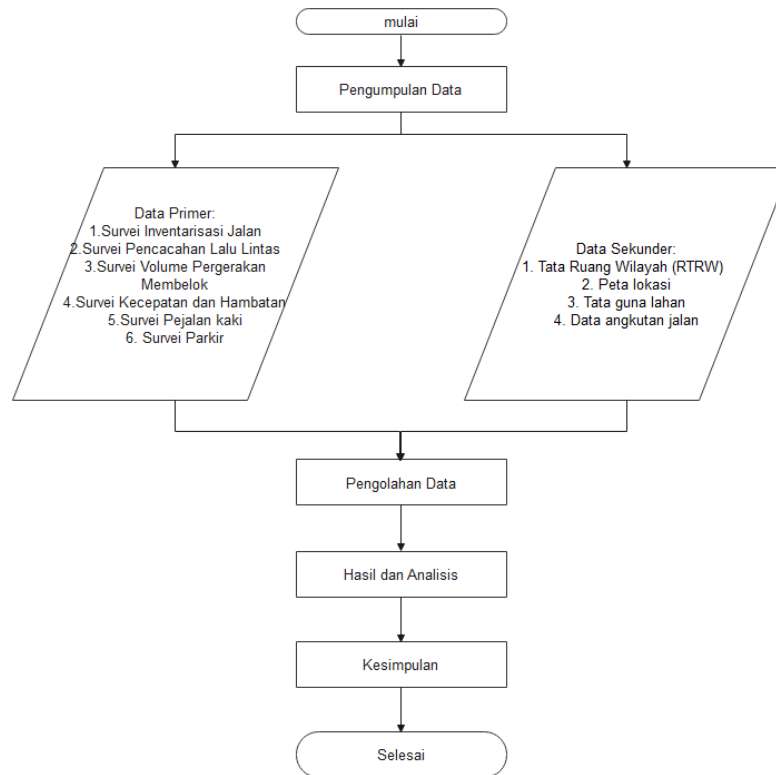 mulai
Pengumpulan Data
Data Primer:
1.Survei Inventarisasi Jalan
2.Survei Pencacahan Lalu Lintas
3.Survei Volume Pergerakan
Membelok
4.Survei Kecepatan dan Hambatan
5.Survei Pejalan kaki
6. Survei Parkir
Data Sekunder:
1. Tata Ruang Wilayah (RTRW)
2. Peta lokasi
3. Tata guna lahan
4. Data angkutan jalan
Pengolahan Data
Hasil dan Analisis
Kesimpulan
Selesai